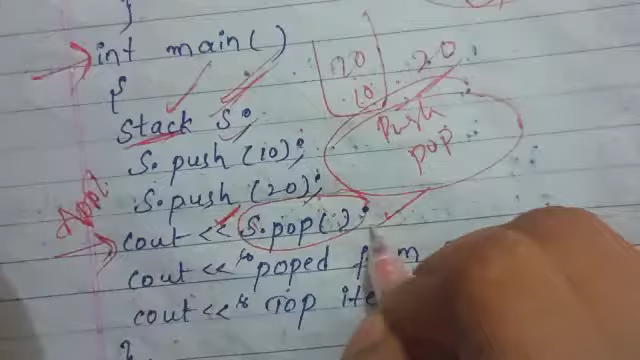 }
int main()
{
Stack S;
S.push(10);
S.push(20);
cout << S.pop();
cout << "poped
cout << " Top ite
}
20
10
20
Push
pop